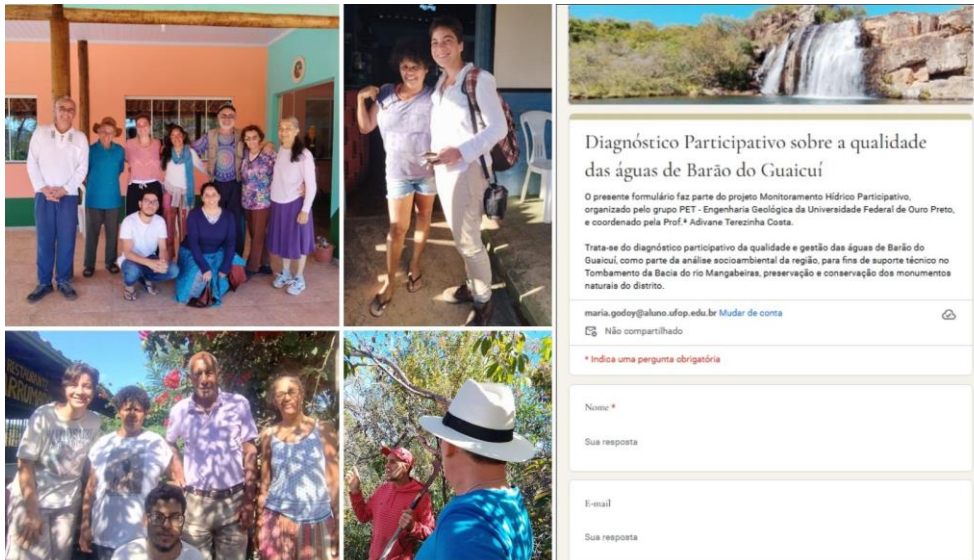 RESTAURANTE
Diagnóstico Participativo sobre a qualidade
das águas de Barão do Guaicuí
O presente formulário faz parte do projeto Monitoramento Hídrico Participativo,
organizado pelo grupo PET - Engenharia Geológica da Universidade Federal de Ouro Preto,
e coordenado pela Prof.ª Adivane Terezinha Costa.
Trata-se do diagnóstico participativo da qualidade e gestão das águas de Barão do
Guaicuí, como parte da análise socioambiental da região, para fins de suporte técnico no
Tombamento da Bacia do rio Mangabeiras, preservação e conservação dos monumentos
naturais do distrito.
maria.godoy@aluno.ufop.edu.br Mudar de conta
Não compartilhado
* Indica uma pergunta obrigatória
Nome *
Sua resposta
E-mail
Sua resposta